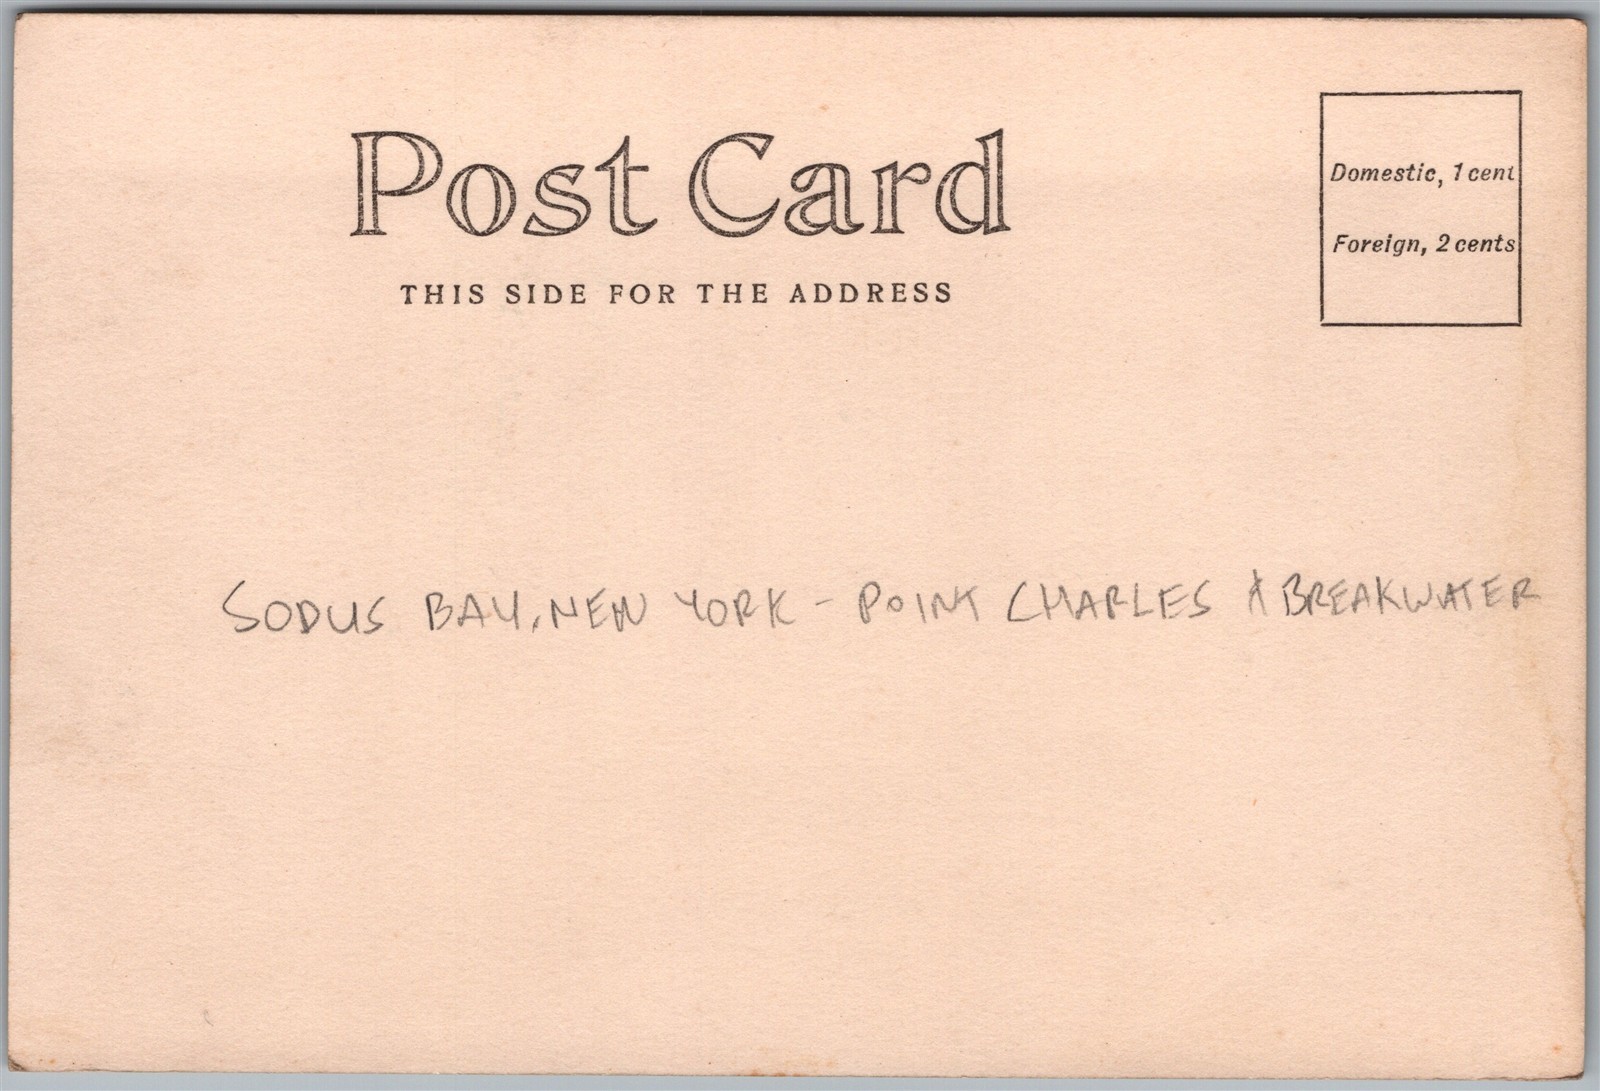 Post Card
THIS SIDE FOR THE ADDRESS
Domestic, 1 cent
Foreign, 2 cents
SODUS BAY, NEW YORK - POINT CHARLES & BREAKWATER